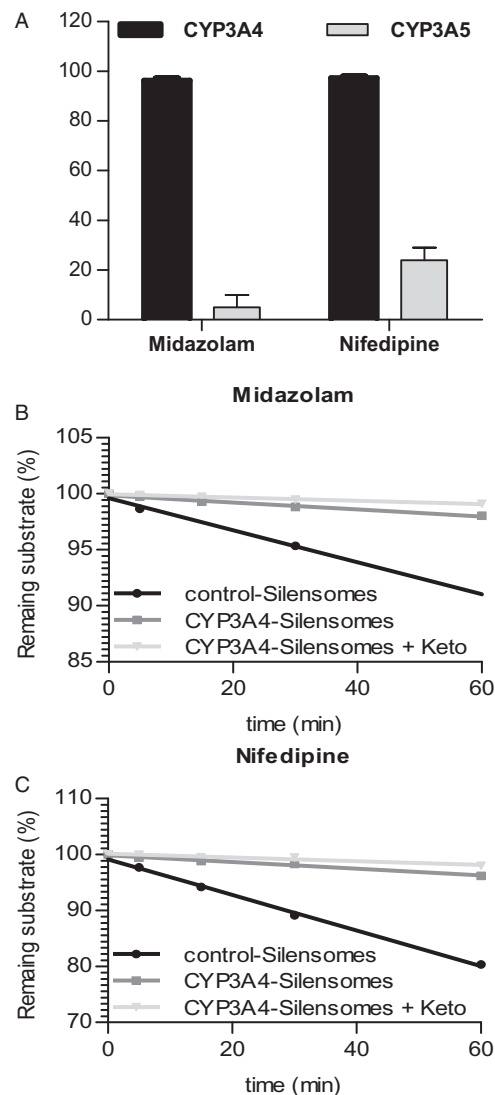 A
CYP3A4 CYP3A5
120
100
80
60
40
20
0
Midazolam Nifedipine
Midazolam
B
Remaing substrate (%)
105
100
95
90
85
control-Silensomes
CYP3A4-Silensomes
CYP3A4-Silensomes + Keto
0 20 40 60
time (min)
Nifedipine
C
Remaing substrate (%)
110
100
90
80
70
control-Silensomes
CYP3A4-Silensomes
CYP3A4-Silensomes + Keto
0 20 40 60
time (min)